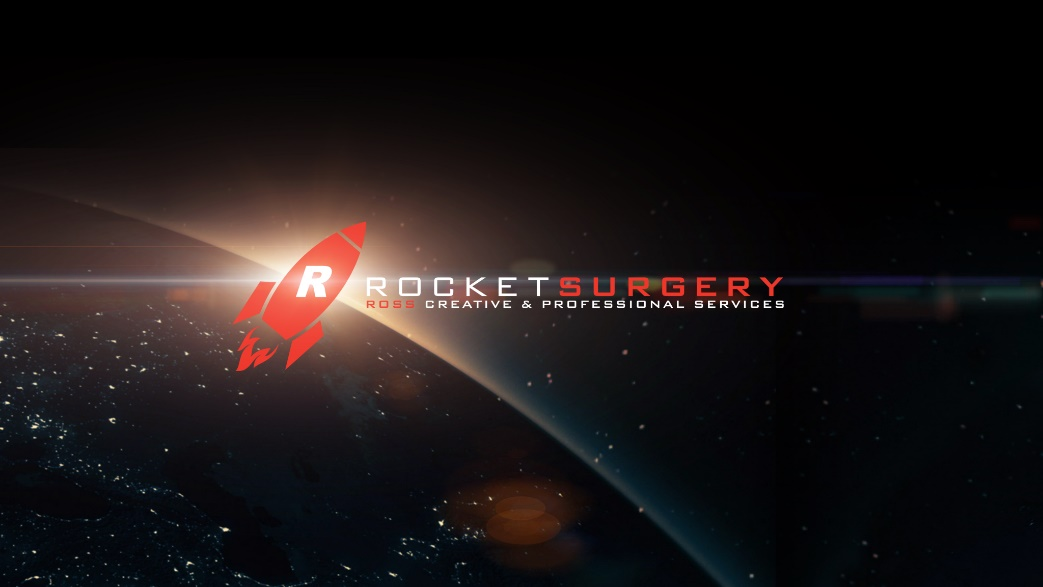 R
ROCKETSURGERY
ROSS CREATIVE & PROFESSIONAL SERVICES